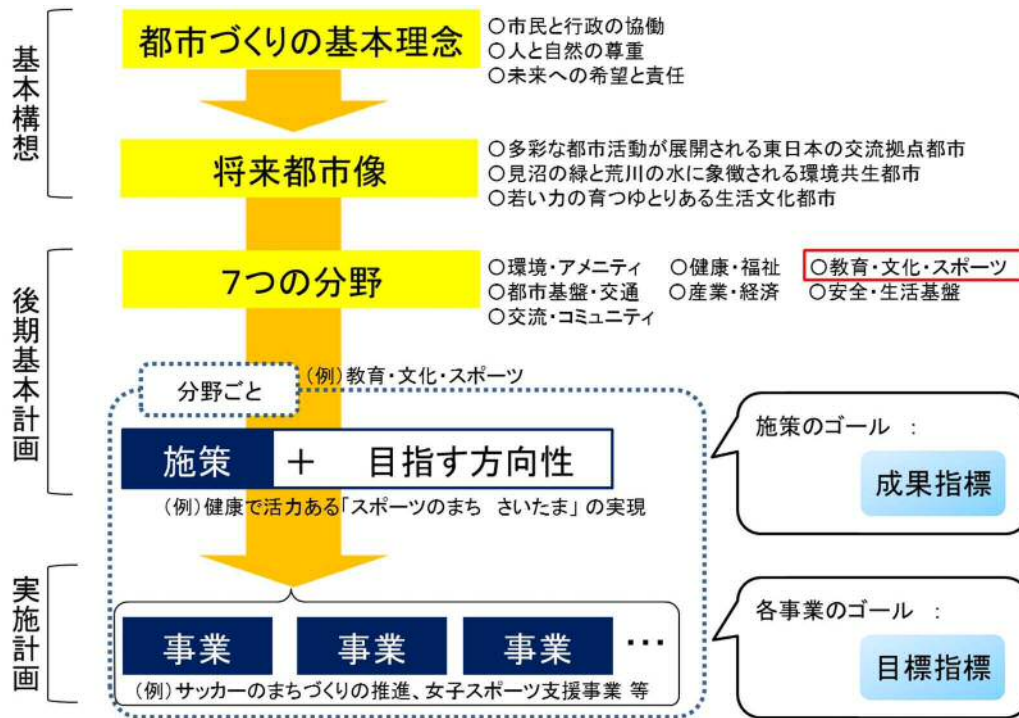 基本構想
都市づくりの基本理念
○市民と行政の協働
○人と自然の尊重
○未来への希望と責任
将来都市像
○多彩な都市活動が展開される東日本の交流拠点都市
○見沼の緑と荒川の水に象徴される環境共生都市
○若い力の育つゆとりある生活文化都市
後期基本計画
7つの分野
○環境・アメニティ ○健康・福祉 ○教育・文化・スポーツ
○都市基盤・交通 ○産業・経済 ○安全・生活基盤
○交流・コミュニティ
分野ごと
(例)教育・文化・スポーツ
施策 + 目指す方向性
(例)健康で活力ある「スポーツのまち さいたま」の実現
施策のゴール :
成果指標
実施計画
事業 事業 事業 …
(例)サッカーのまちづくりの推進、女子スポーツ支援事業 等
各事業のゴール :
目標指標